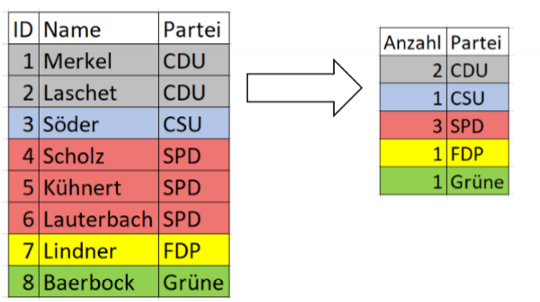 ID Name Partei
1 Merkel CDU
2 Laschet CDU
3 Söder CSU
4 Scholz SPD
5 Kühnert SPD
6 Lauterbach SPD
7 Lindner FDP
8 Baerbock Grüne
Anzahl Partei
2 CDU
1 CSU
3 SPD
1 FDP
1 Grüne